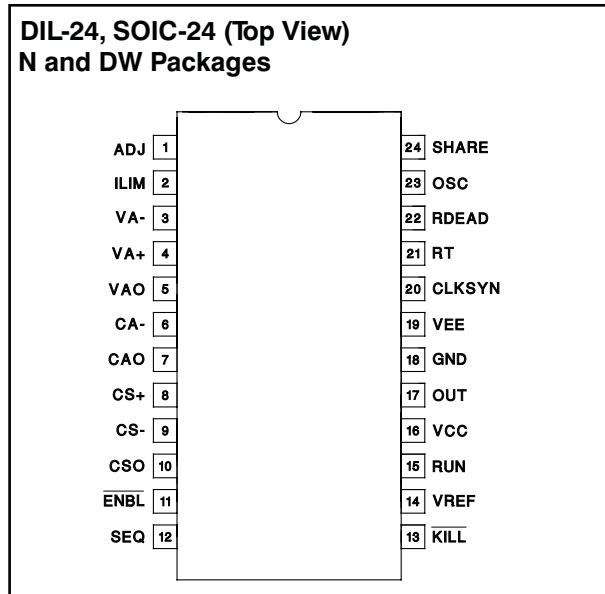 DIL-24, SOIC-24 (Top View)
N and DW Packages
ADJ 1 24 SHARE
ILIM 2 23 OSC
VA- 3 22 RDEAD
VA+ 4 21 RT
VAO 5 20 CLKSYN
CA- 6 19 VEE
CAO 7 18 GND
CS+ 8 17 OUT
CS- 9 16 VCC
CSO 10 15 RUN
ENBL 11 14 VREF
SEQ 12 13 KILL